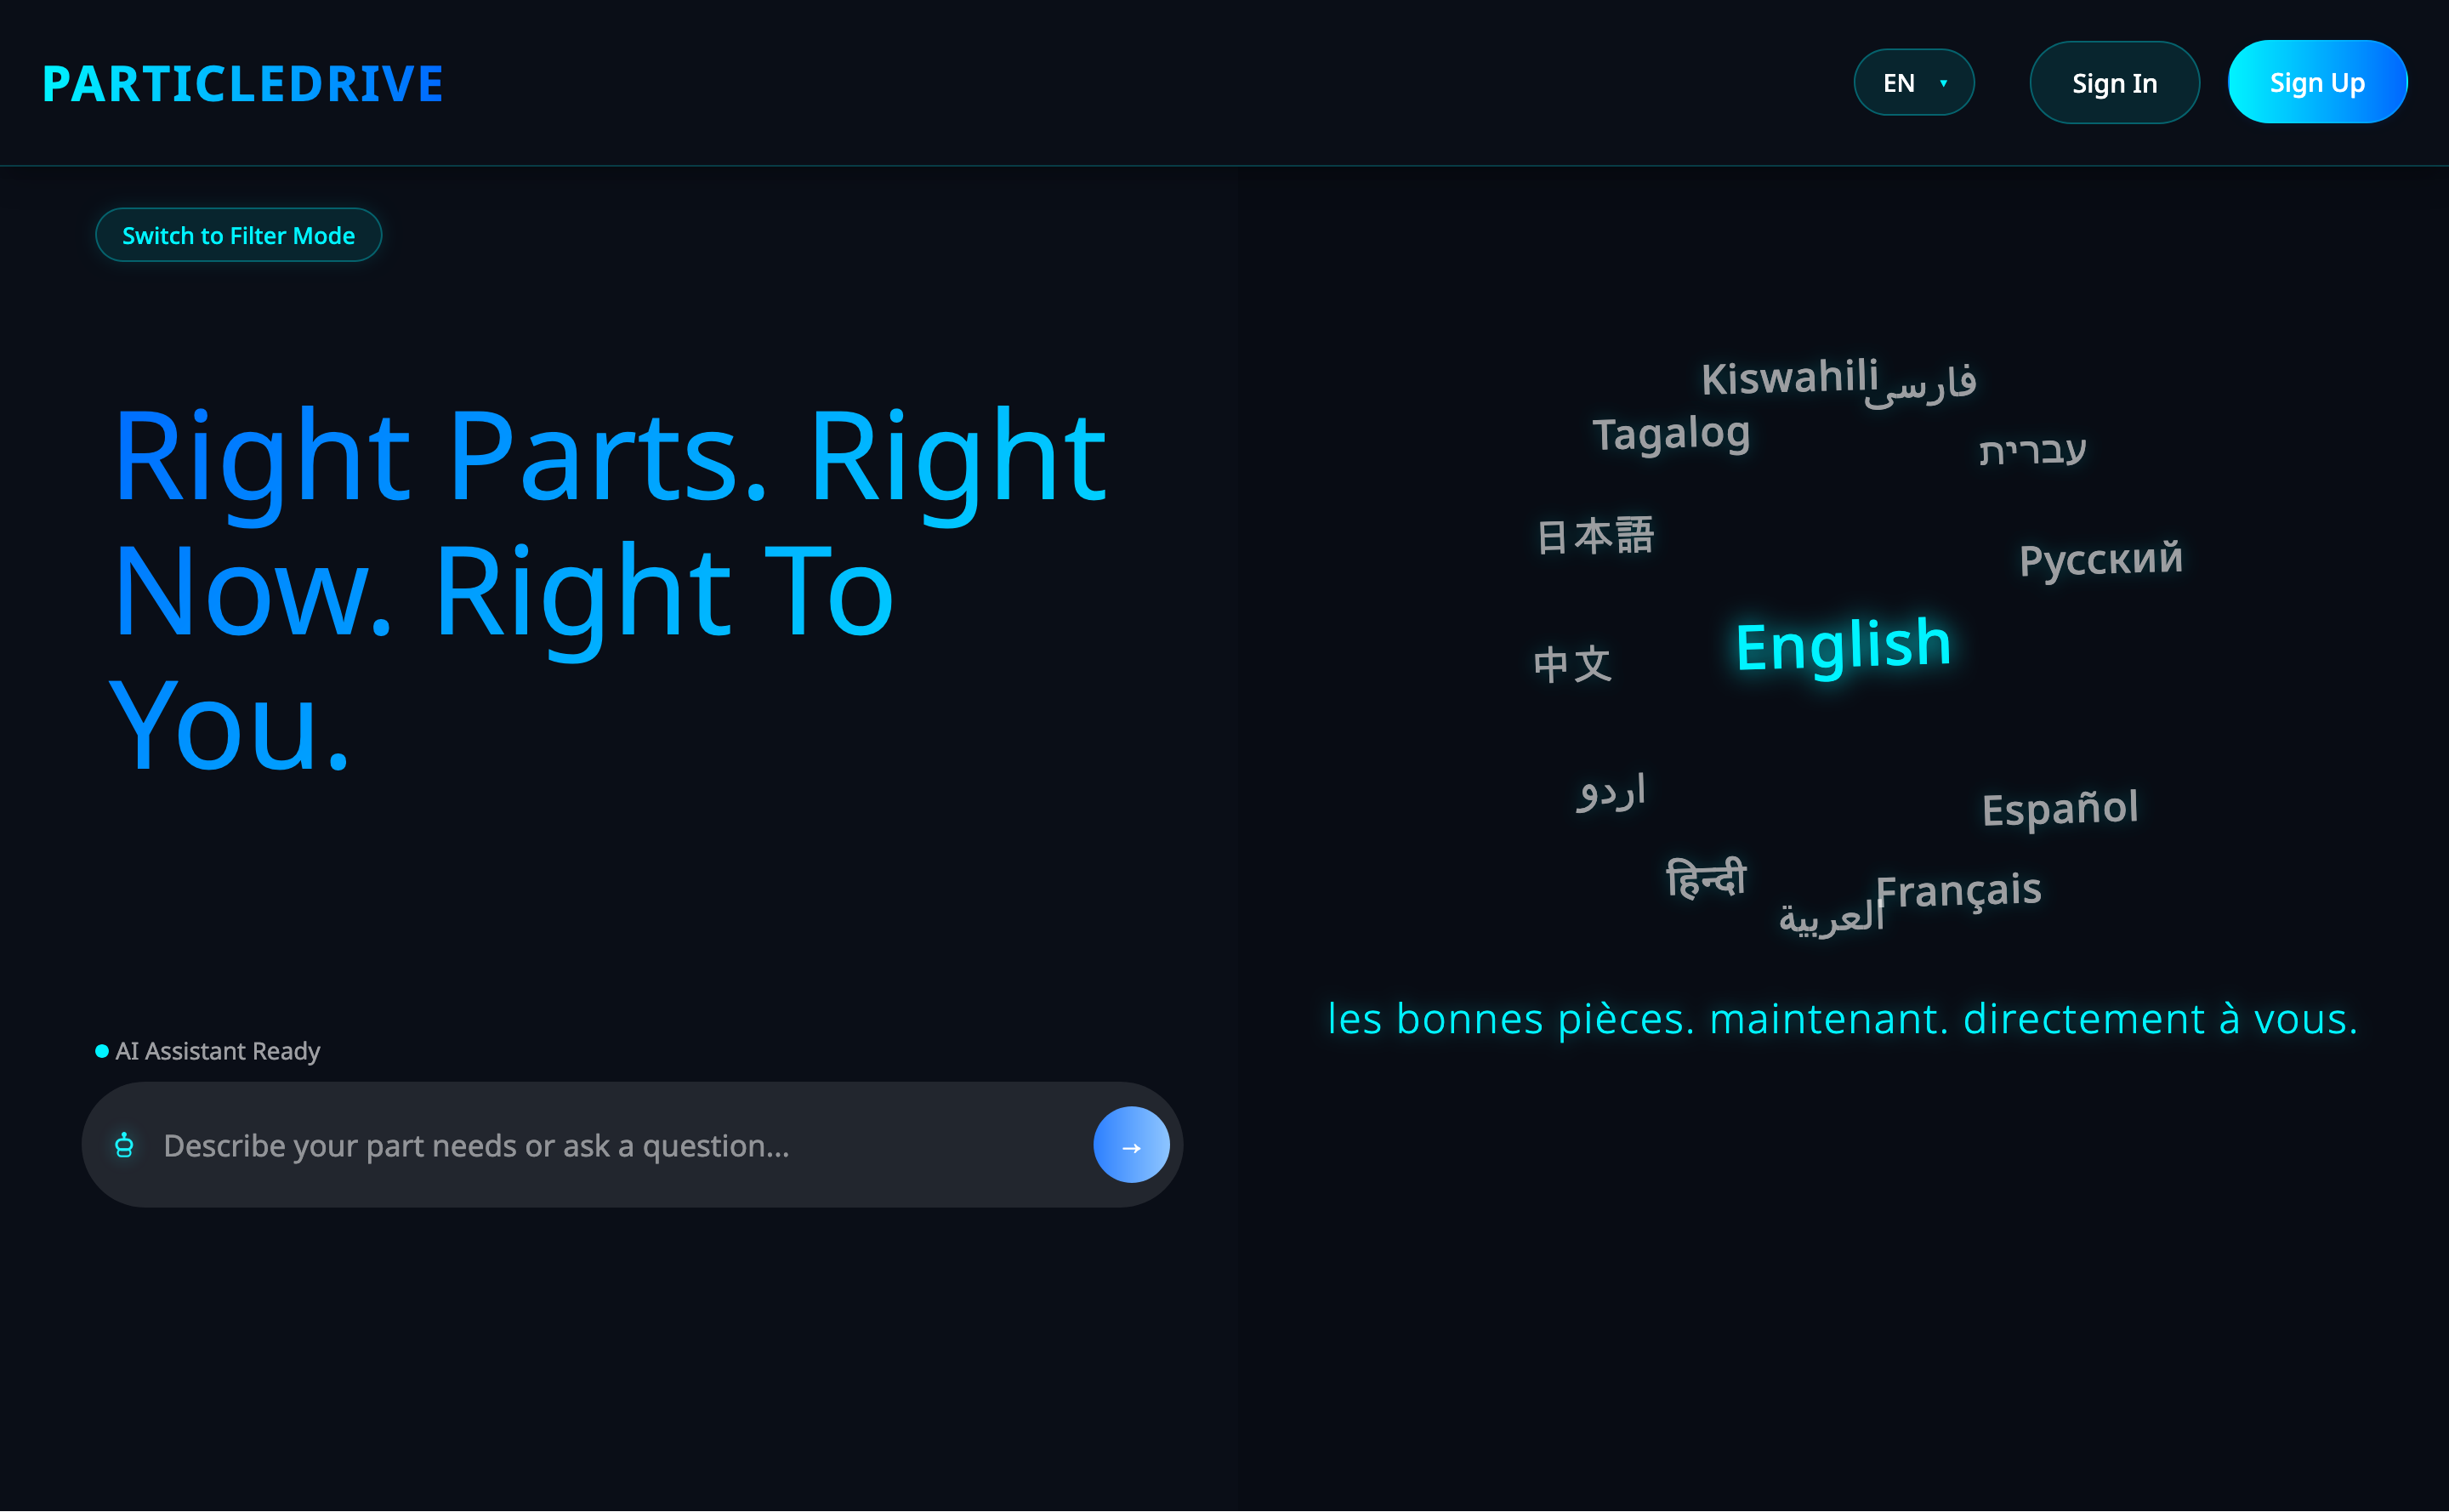 PARTICLEDRIVE
EN ▾
Sign In
Sign Up
Switch to Filter Mode
Right Parts. Right
Now. Right To
You.
AI Assistant Ready
Describe your part needs or ask a question...
→
Kiswahili
فارسی
Tagalog
עברית
日本語
Русский
English
中文
اردو
Español
हिन्दी
Français
العربية
les bonnes pièces. maintenant. directement à vous.